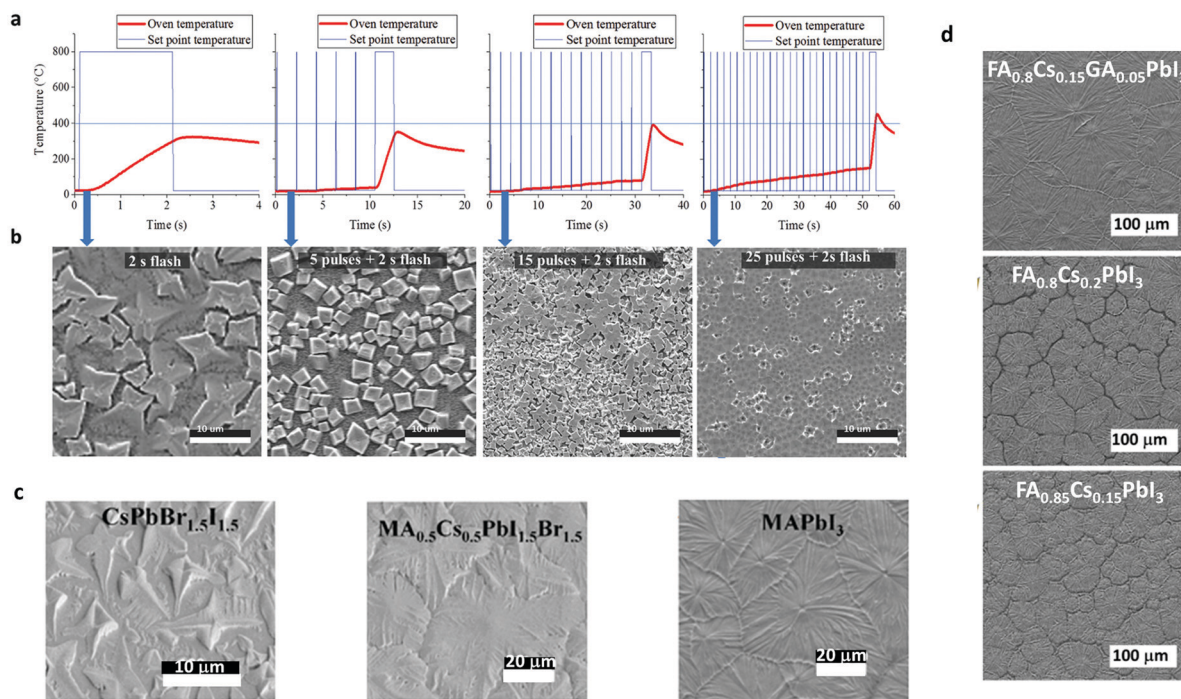 a
Oven temperature
Set point temperature
Oven temperature
Set point temperature
Oven temperature
Set point temperature
Oven temperature
Set point temperature
d
Temperature (°C)
800
600
400
200
0
0 1 2 3 4
0 5 10 15 20
0 10 20 30 40
0 10 20 30 40 50 60
Time (s)
Time (s)
Time (s)
Time (s)
b
2 s flash
5 pulses + 2 s flash
15 pulses + 2 s flash
25 pulses + 2s flash
10 um
10 um
10 um
10 um
c
CsPbBr1.5I1.5
MA0.5Cs0.5PbI1.5Br1.5
MAPbI3
10 µm
20 µm
20 µm
FA0.8Cs0.15GA0.05PbI3
100 µm
FA0.8Cs0.2PbI3
100 µm
FA0.85Cs0.15PbI3
100 µm